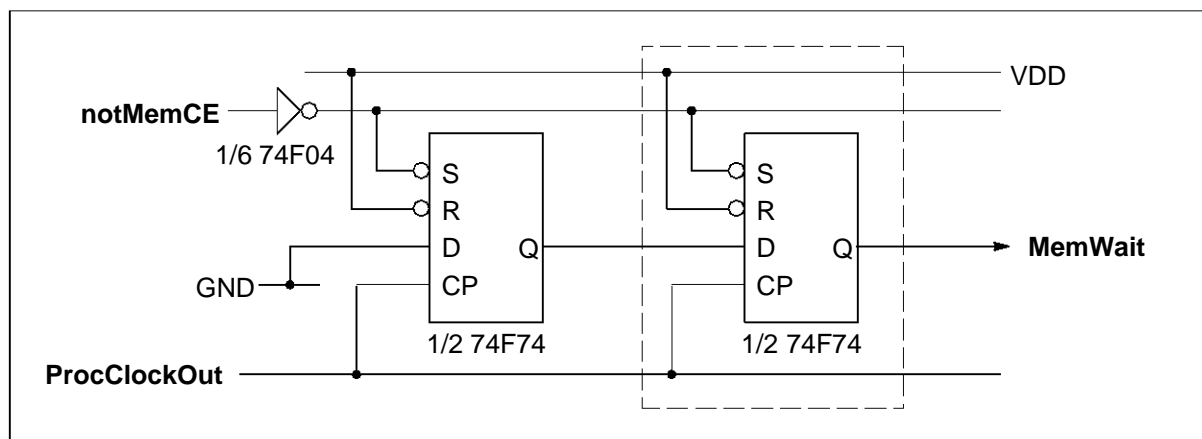 VDD
notMemCE
1/6 74F04
S
R
D
Q
CP
1/2 74F74
S
R
D
Q
CP
1/2 74F74
MemWait
GND
ProcClockOut